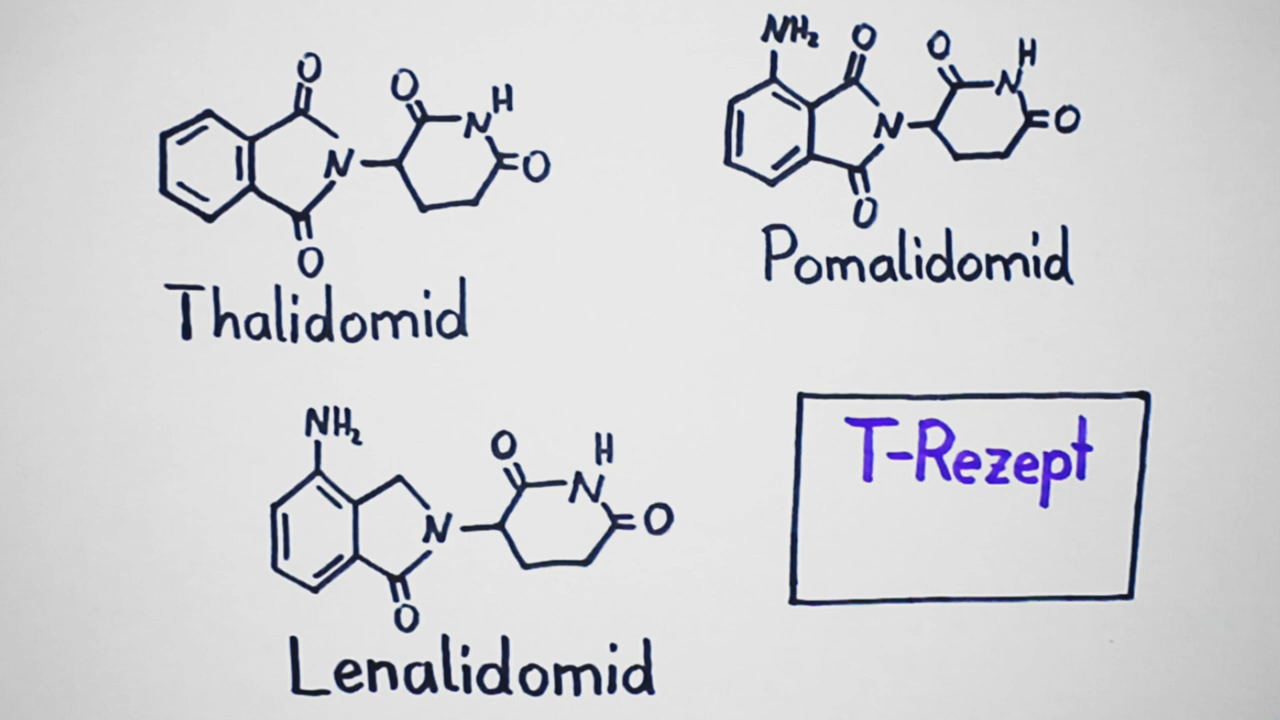 O
O
N
H
N
O
O
Thalidomid
NH₂
O
O
N
H
N
O
O
Pomalidomid
NH₂
O
H
N
N
O
O
Lenalidomid
T-Rezept